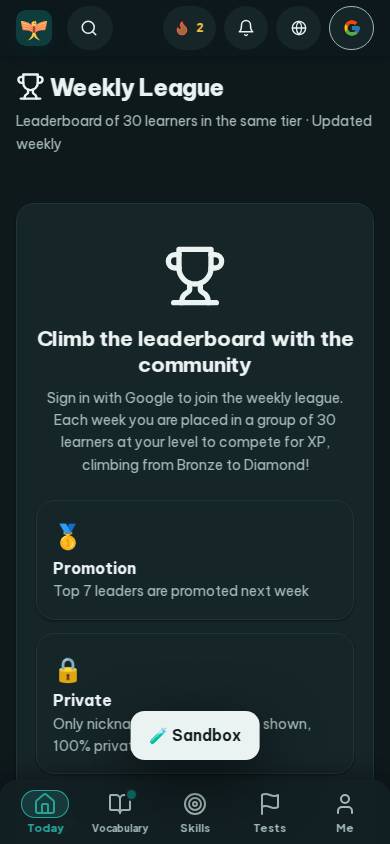 2
Weekly League
Leaderboard of 30 learners in the same tier · Updated
weekly
Climb the leaderboard with the
community
Sign in with Google to join the weekly league.
Each week you are placed in a group of 30
learners at your level to compete for XP,
climbing from Bronze to Diamond!
Promotion
Top 7 leaders are promoted next week
Private
Only shown,
100%
Sandbox
Today Vocabulary Skills Tests Me